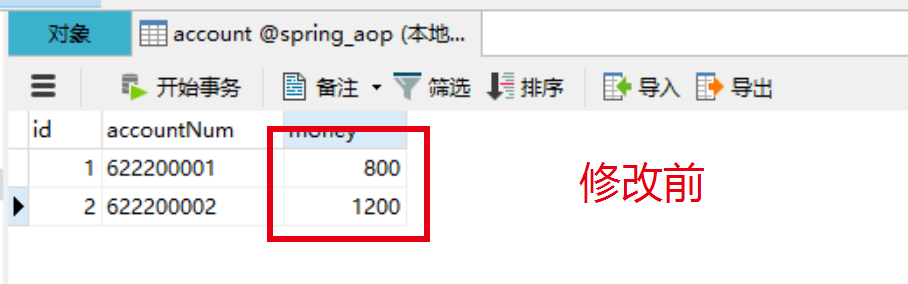 对象 account @spring_aop (本地...
开始事务 备注 筛选 排序 导入 导出
id accountNum money
1 622200001 800
2 622200002 1200
修改前